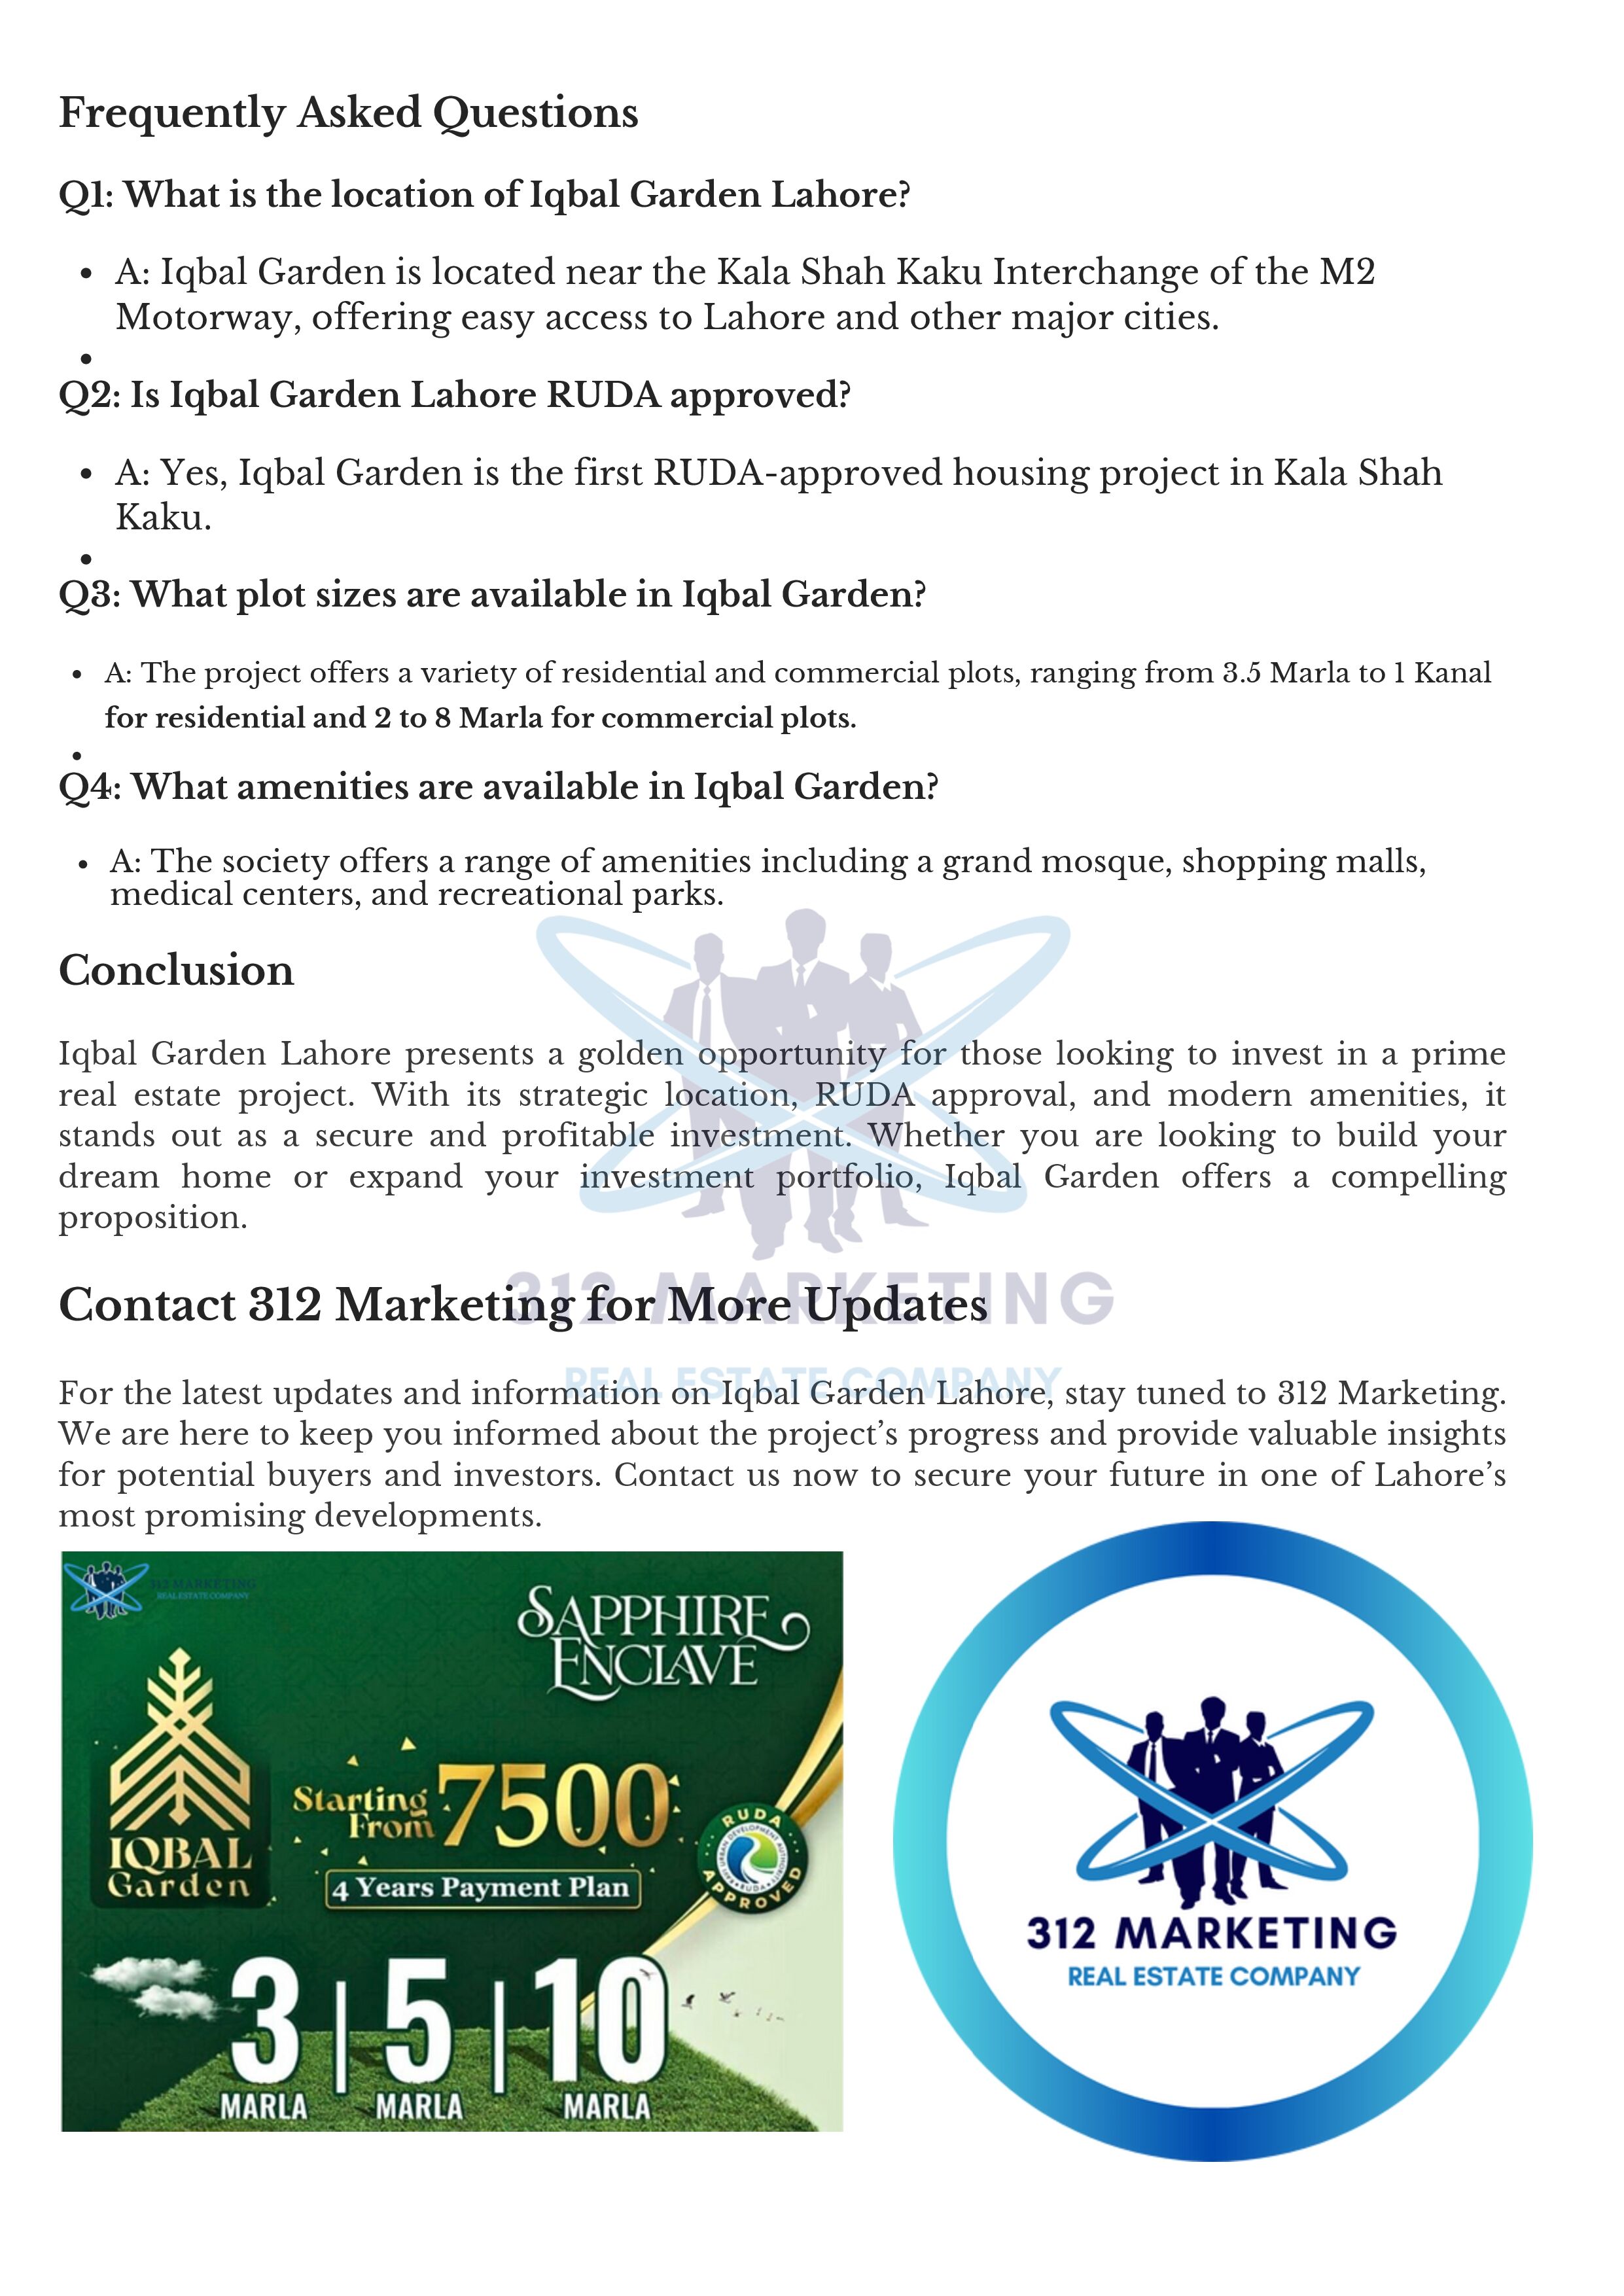 Frequently Asked Questions
Q1: What is the location of Iqbal Garden Lahore?
• A: Iqbal Garden is located near the Kala Shah Kaku Interchange of the M2
Motorway, offering easy access to Lahore and other major cities.
•
Q2: Is Iqbal Garden Lahore RUDA approved?
• A: Yes, Iqbal Garden is the first RUDA-approved housing project in Kala Shah
Kaku.
•
Q3: What plot sizes are available in Iqbal Garden?
• A: The project offers a variety of residential and commercial plots, ranging from 3.5 Marla to 1 Kanal
for residential and 2 to 8 Marla for commercial plots.
•
Q4: What amenities are available in Iqbal Garden?
• A: The society offers a range of amenities including a grand mosque, shopping malls,
medical centers, and recreational parks.
Conclusion
Iqbal Garden Lahore presents a golden opportunity for those looking to invest in a prime
real estate project. With its strategic location, RUDA approval, and modern amenities, it
stands out as a secure and profitable investment. Whether you are looking to build your
dream home or expand your investment portfolio, Iqbal Garden offers a compelling
proposition.
312 MARKETING
Contact 312 Marketing for More Updates
REAL ESTATE COMPANY
For the latest updates and information on Iqbal Garden Lahore, stay tuned to 312 Marketing.
We are here to keep you informed about the project’s progress and provide valuable insights
for potential buyers and investors. Contact us now to secure your future in one of Lahore’s
most promising developments.
312 MARKETING
REAL ESTATE COMPANY
SAPPHIRE
ENCLAVE
IQBAL
Garden
Starting
From 7500
4 Years Payment Plan
RUDA
APPROVED
3 | 5 | 10
MARLA MARLA MARLA
312 MARKETING
REAL ESTATE COMPANY